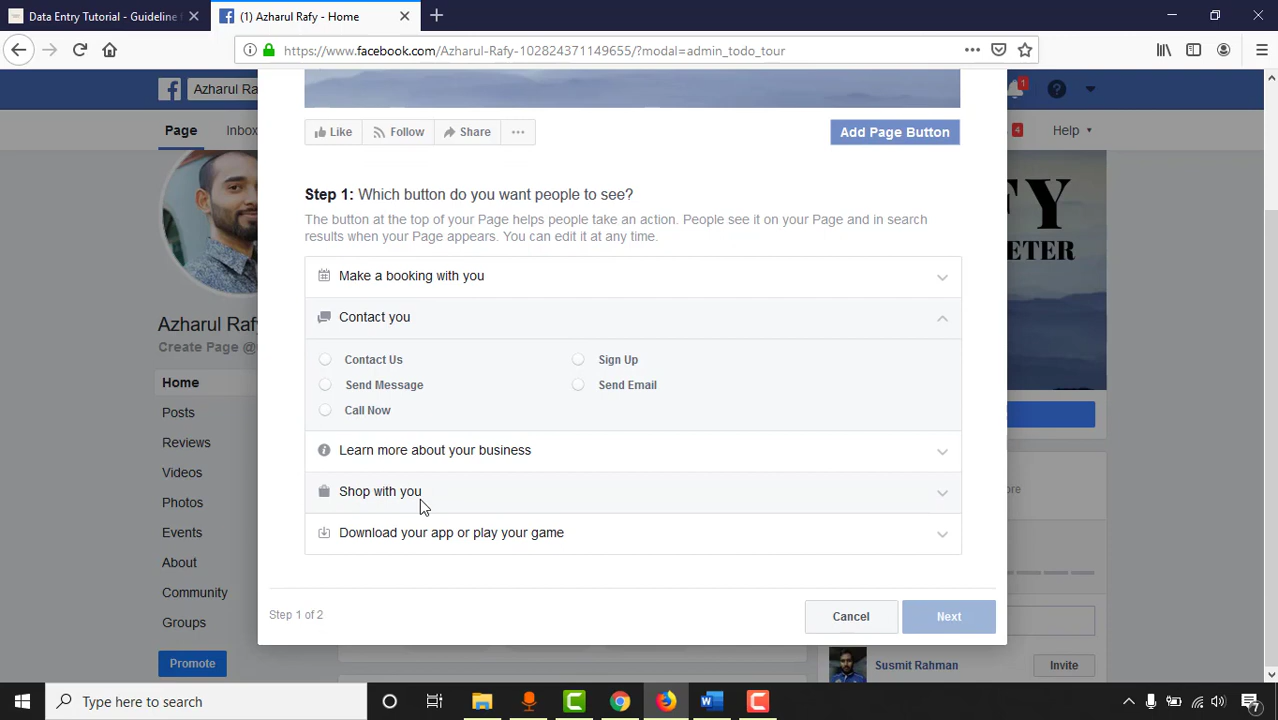 Data Entry Tutorial - Guideline
(1) Azharul Rafy - Home
https://www.facebook.com/Azharul-Rafy-102824371149655/?modal=admin_todo_tour
Azharul Ra
1
Page
Inbox
4
Help
Like
Follow
Share
Add Page Button
Step 1: Which button do you want people to see?
The button at the top of your Page helps people take an action. People see it on your Page and in search
results when your Page appears. You can edit it at any time.
Make a booking with you
Contact you
Contact Us
Sign Up
Send Message
Send Email
Call Now
Learn more about your business
Shop with you
Download your app or play your game
Step 1 of 2
Cancel
Next
Azharul Rafy
Create Page @
Home
Posts
Reviews
Videos
Photos
Events
About
Community
Groups
Promote
FY
ETER
ore
Susmit Rahman
Invite
Type here to search
7